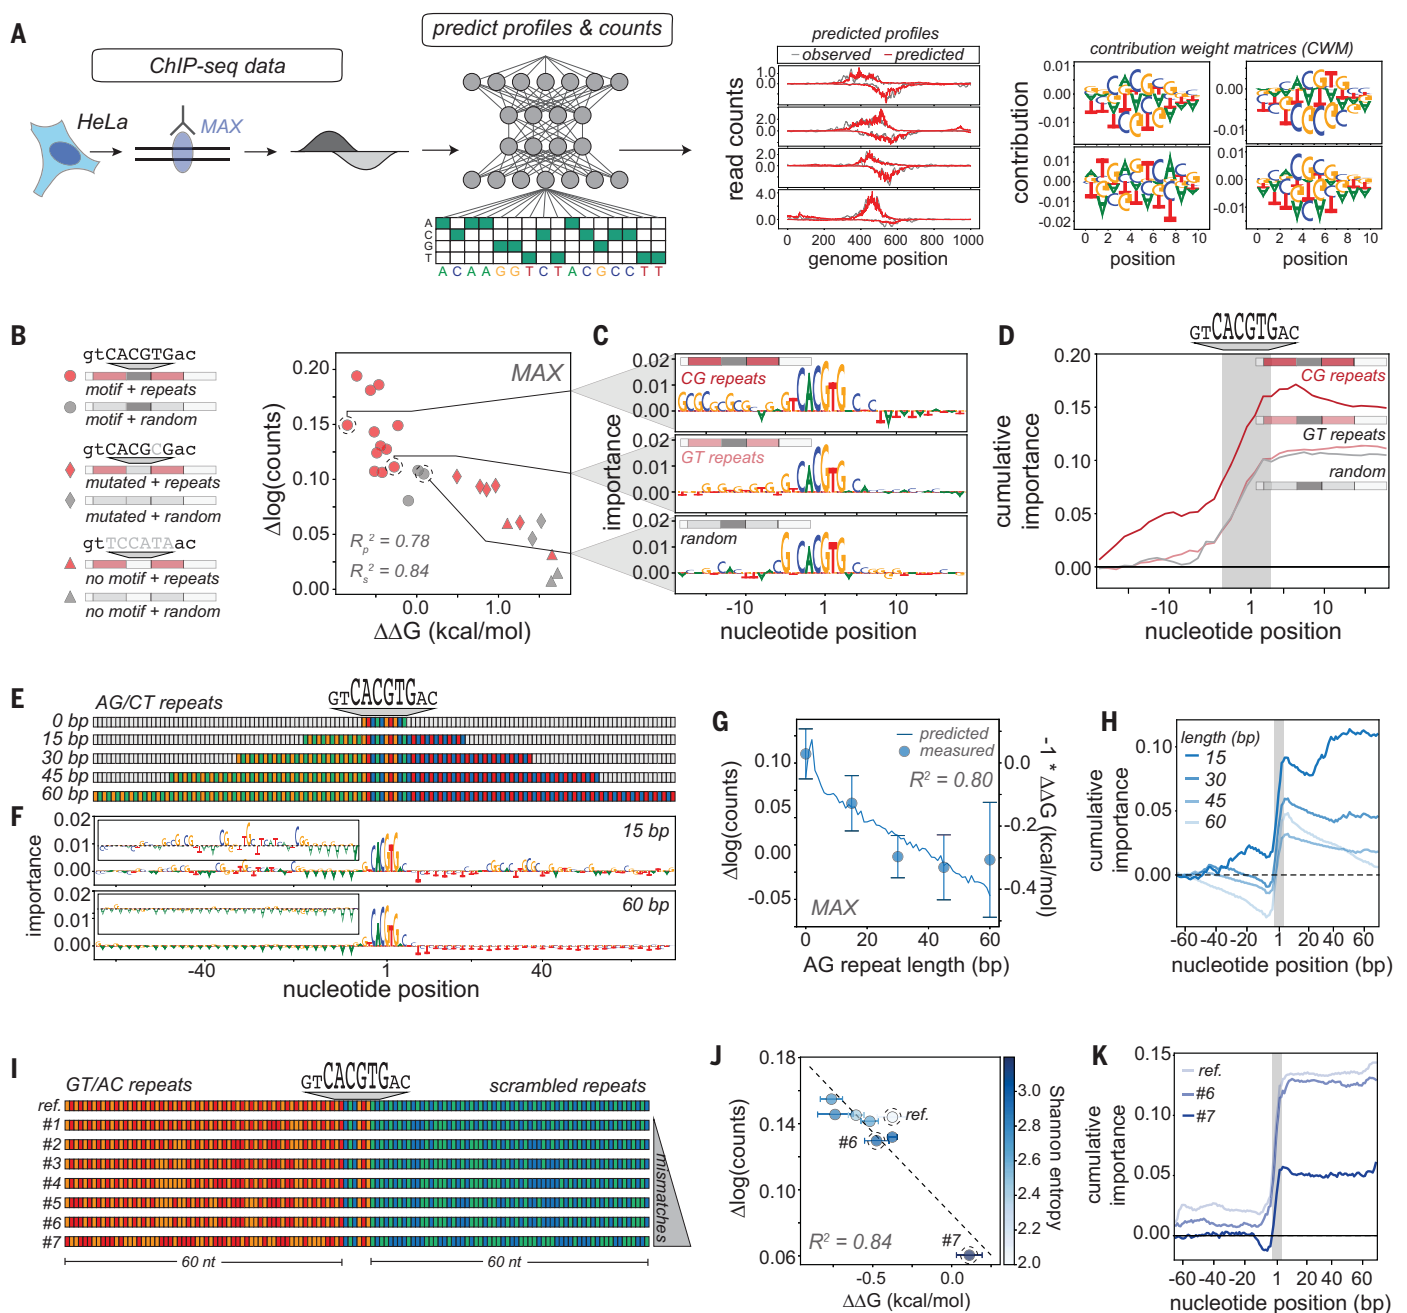 A
ChIP-seq data
HeLa
MAX
predict profiles & counts
A
C
G
T
A C A A G G T C T A C G C C T T
predicted profiles
observed predicted
read counts
1.0
0.0
2.0
0.0
2.0
0.0
4.0
0.0
0 200 400 600 800 1000
genome position
contribution weight matrices (CWM)
contribution
0.01
0.00
-0.01
0.00
-0.01
0.01
0.00
-0.01
-0.02
0.01
0.00
-0.01
0 2 4 6 8 10
0 2 4 6 8 10
position
position
B
gtCACGTGac
motif + repeats
motif + random
gtCACGCGac
mutated + repeats
mutated + random
gtTCCATAac
no motif + repeats
no motif + random
Δlog(counts)
0.20
0.15
0.10
0.05
0.00
MAX
Rp² = 0.78
Rs² = 0.84
0.0 1.0
ΔΔG (kcal/mol)
C
importance
0.02
0.01
0.00
CG repeats
0.02
0.01
0.00
GT repeats
0.02
0.01
0.00
random
-10 1 10
nucleotide position
D
GTCACGTGAC
cumulative
importance
0.20
0.15
0.10
0.05
0.00
CG repeats
GT repeats
random
-10 1 10
nucleotide position
E
AG/CT repeats
GTCACGTGAC
0 bp
15 bp
30 bp
45 bp
60 bp
F
importance
0.02
0.01
0.00
15 bp
0.02
0.01
0.00
60 bp
-40 1 40
nucleotide position
G
Δlog(counts)
0.10
0.05
0.00
-0.05
predicted
measured
R² = 0.80
MAX
0.0
-0.2
-0.4
-1 * ΔΔG (kcal/mol)
0 20 40 60
AG repeat length (bp)
H
cumulative
importance
0.10
0.05
0.00
length (bp)
15
30
45
60
-60 -40 -20 1 20 40 60
nucleotide position (bp)
I
GT/AC repeats
GTCACGTGAC
scrambled repeats
ref.
#1
#2
#3
#4
#5
#6
#7
mismatches
60 nt
60 nt
J
Δlog(counts)
0.18
0.14
0.10
0.06
ref.
#6
#7
R² = 0.84
-0.5 0.0
ΔΔG (kcal/mol)
3.0
2.8
2.6
2.4
2.2
2.0
Shannon entropy
K
cumulative
importance
0.15
0.10
0.05
0.00
ref.
#6
#7
-60 -40 -20 1 20 40 60
nucleotide position (bp)